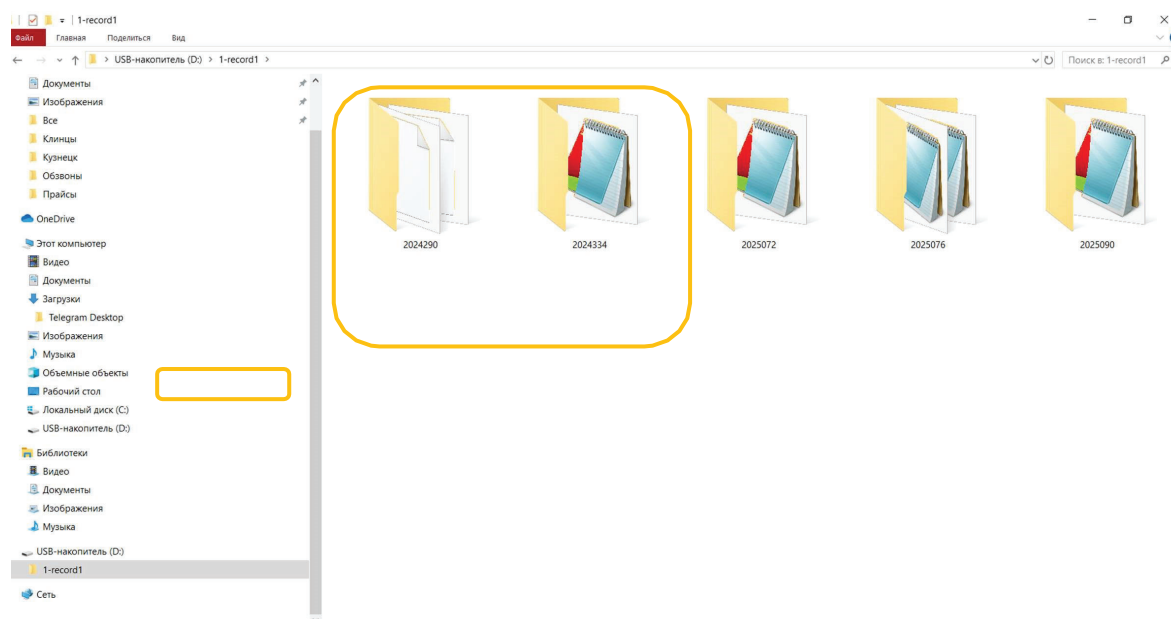 1-record1
Файл Главная Поделиться Вид
USB-накопитель (D:) > 1-record1 >
Поиск в: 1-record1
Документы
Изображения
Все
Клинцы
Кузнецк
Обзвоны
Прайсы
OneDrive
Этот компьютер
Видео
Документы
Загрузки
Telegram Desktop
Изображения
Музыка
Объемные объекты
Рабочий стол
Локальный диск (C:)
USB-накопитель (D:)
Библиотеки
Видео
Документы
Изображения
Музыка
USB-накопитель (D:)
1-record1
Сеть
2024290 2024334 2025072 2025076 2025090